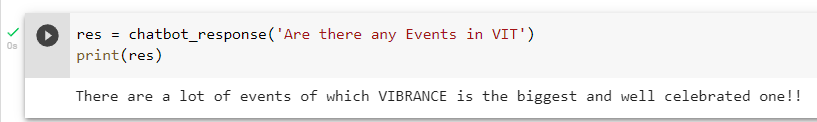 res = chatbot_response('Are there any Events in VIT')
0s
print(res)
There are a lot of events of which VIBRANCE is the biggest and well celebrated one!!